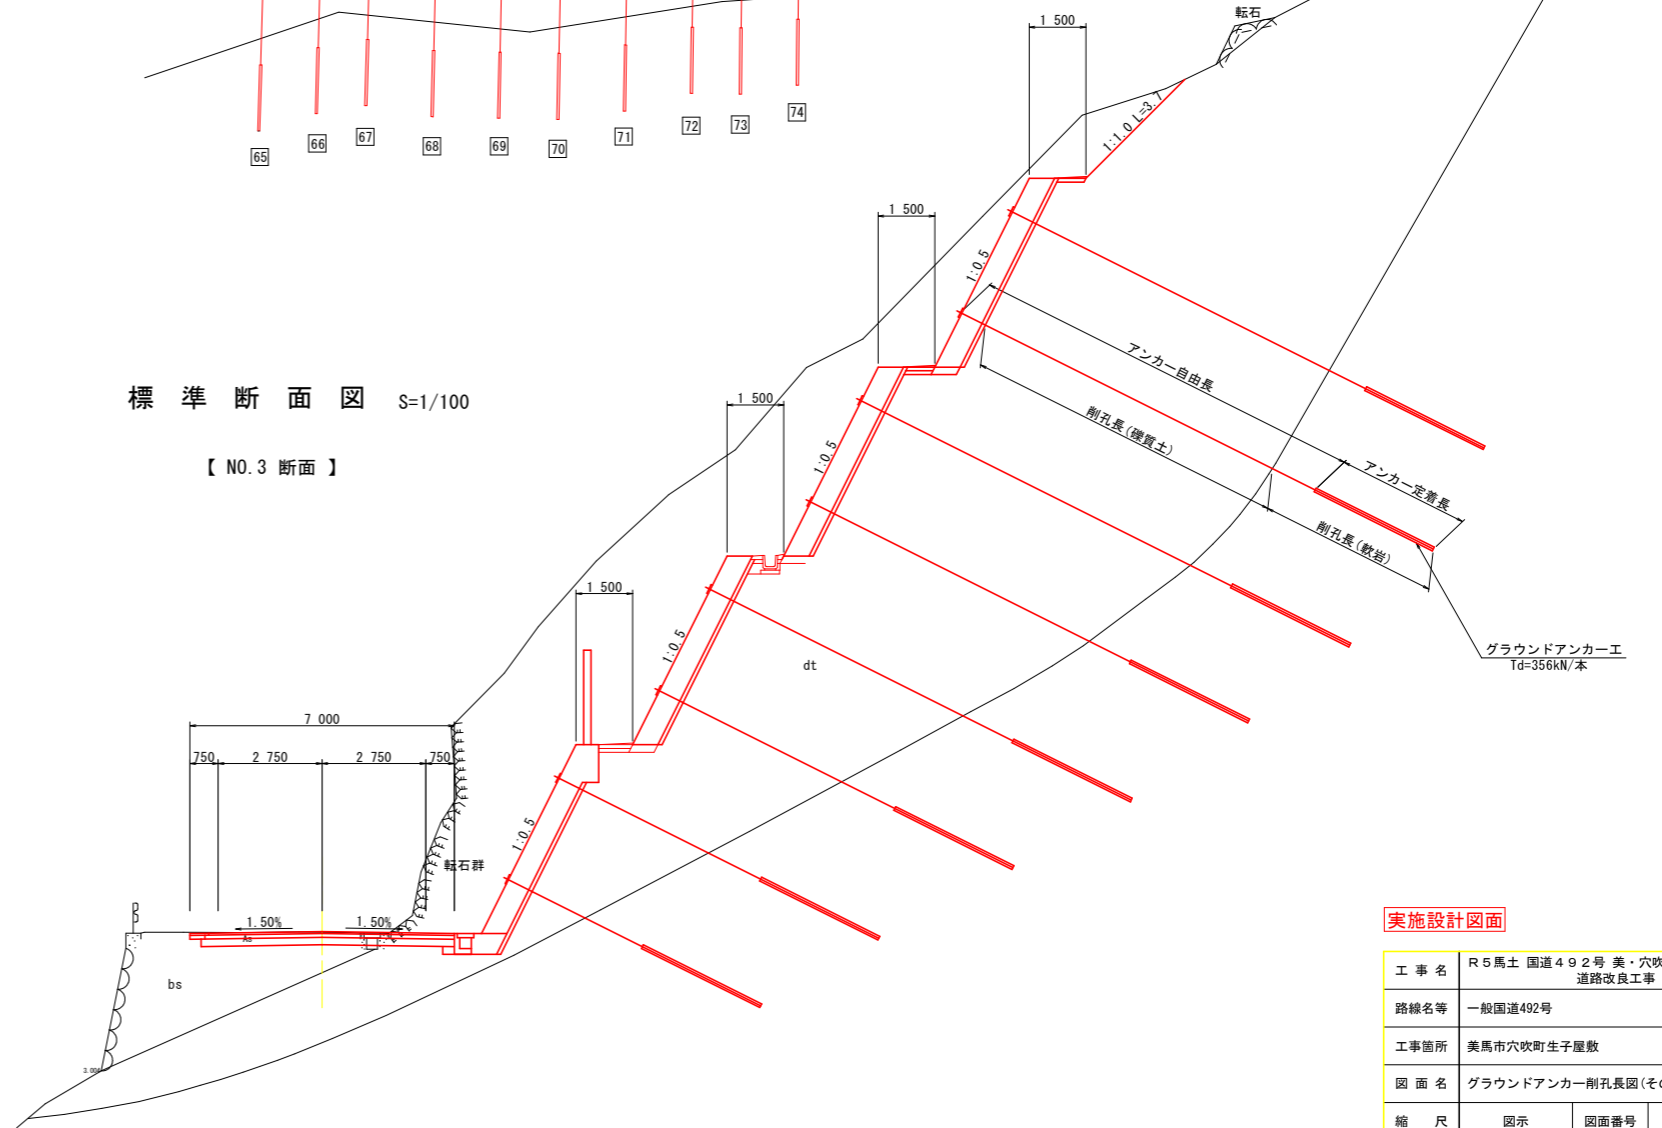 転石
1 500
65
66
67
68
69
70
71
72
73
74
1:1.0 L=3.7
1 500
1:0.5
標準断面図 S=1/100
【 NO.3 断面 】
1 500
1:0.5
アンカー自由長
削孔長(礫質土)
アンカー定着長
削孔長(軟岩)
1 500
1:0.5
dt
グラウンドアンカー工
Td=356kN/本
7 000
750
2 750
2 750
750
1:0.5
転石群
1.50%
1.50%
As
bs
実施設計図面
工事名 R5馬土 国道492号 美・穴吹
道路改良工事
路線名等 一般国道492号
工事箇所 美馬市穴吹町生子屋敷
図面名 グラウンドアンカー削孔長図(その
縮尺 図示 図面番号